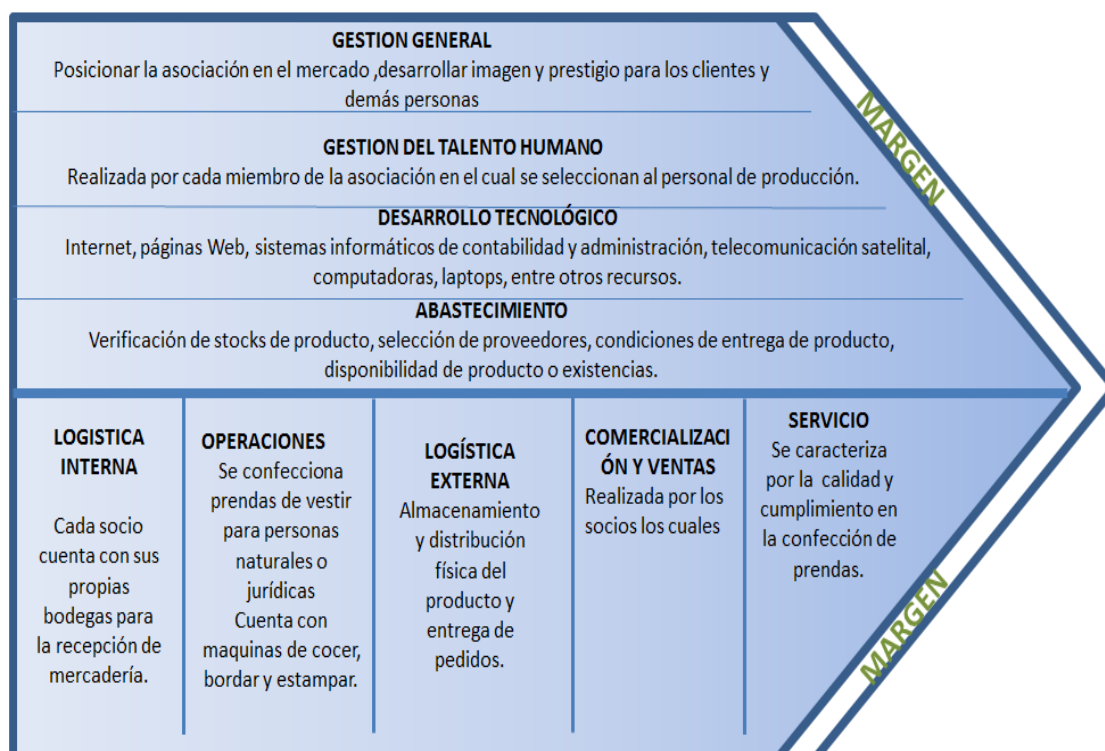 GESTION GENERAL
Posicionar la asociación en el mercado ,desarrollar imagen y prestigio para los clientes y
demás personas
MARGEN
GESTION DEL TALENTO HUMANO
Realizada por cada miembro de la asociación en el cual se seleccionan al personal de producción.
DESARROLLO TECNOLÓGICO
Internet, páginas Web, sistemas informáticos de contabilidad y administración, telecomunicación satelital,
computadoras, laptops, entre otros recursos.
ABASTECIMIENTO
Verificación de stocks de producto, selección de proveedores, condiciones de entrega de producto,
disponibilidad de producto o existencias.
LOGISTICA
INTERNA
Cada socio
cuenta con sus
propias
bodegas para
la recepción de
mercadería.
OPERACIONES
Se confecciona
prendas de vestir
para personas
naturales o
jurídicas
Cuenta con
maquinas de cocer,
bordar y estampar.
LOGÍSTICA
EXTERNA
Almacenamiento
y distribución
física del
producto y
entrega de
pedidos.
COMERCIALIZACI
ÓN Y VENTAS
Realizada por los
socios los cuales
SERVICIO
Se caracteriza
por la calidad y
cumplimiento en
la confección de
prendas.
MARGEN